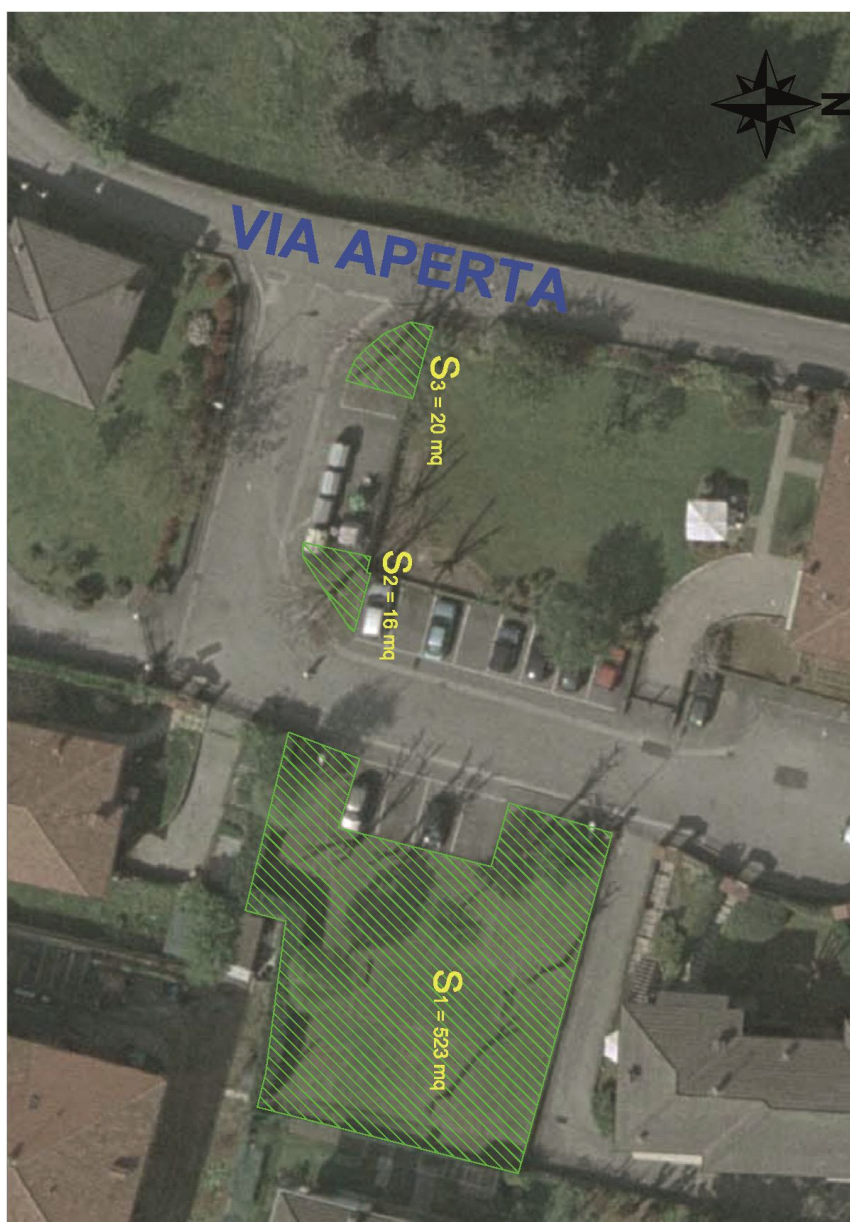 N
VIA APERTA
S3 = 20 mq
S2 = 16 mq
S1 = 523 mq